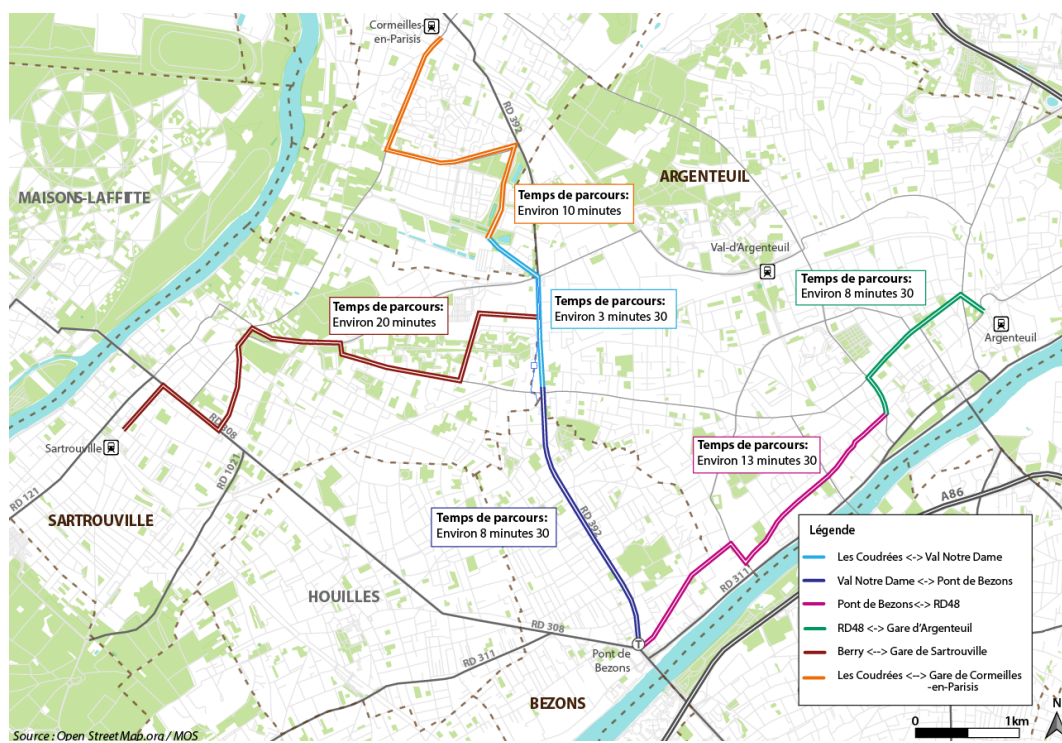 Cormeilles-
en-Parisis
RD 392
MAISONS-LAFFITTE
ARGENTEUIL
Temps de parcours:
Environ 10 minutes
Val-d'Argenteuil
Temps de parcours:
Environ 8 minutes 30
Temps de parcours:
Environ 20 minutes
Temps de parcours:
Environ 3 minutes 30
Argenteuil
Sartrouville
RD 308
RD 121
RD 1021
Temps de parcours:
Environ 13 minutes 30
A86
SARTROUVILLE
Temps de parcours:
Environ 8 minutes 30
RD 392
RD 311
HOUILLES
RD 308
RD 311
T
Pont de
Bezons
BEZONS
Légende
Les Coudrées <-> Val Notre Dame
Val Notre Dame <-> Pont de Bezons
Pont de Bezons<-> RD48
RD48 <-> Gare d'Argenteuil
Berry <--> Gare de Sartrouville
Les Coudrées <--> Gare de Cormeilles
-en-Parisis
0 1km
N
Source : Open StreetMap.org / MOS